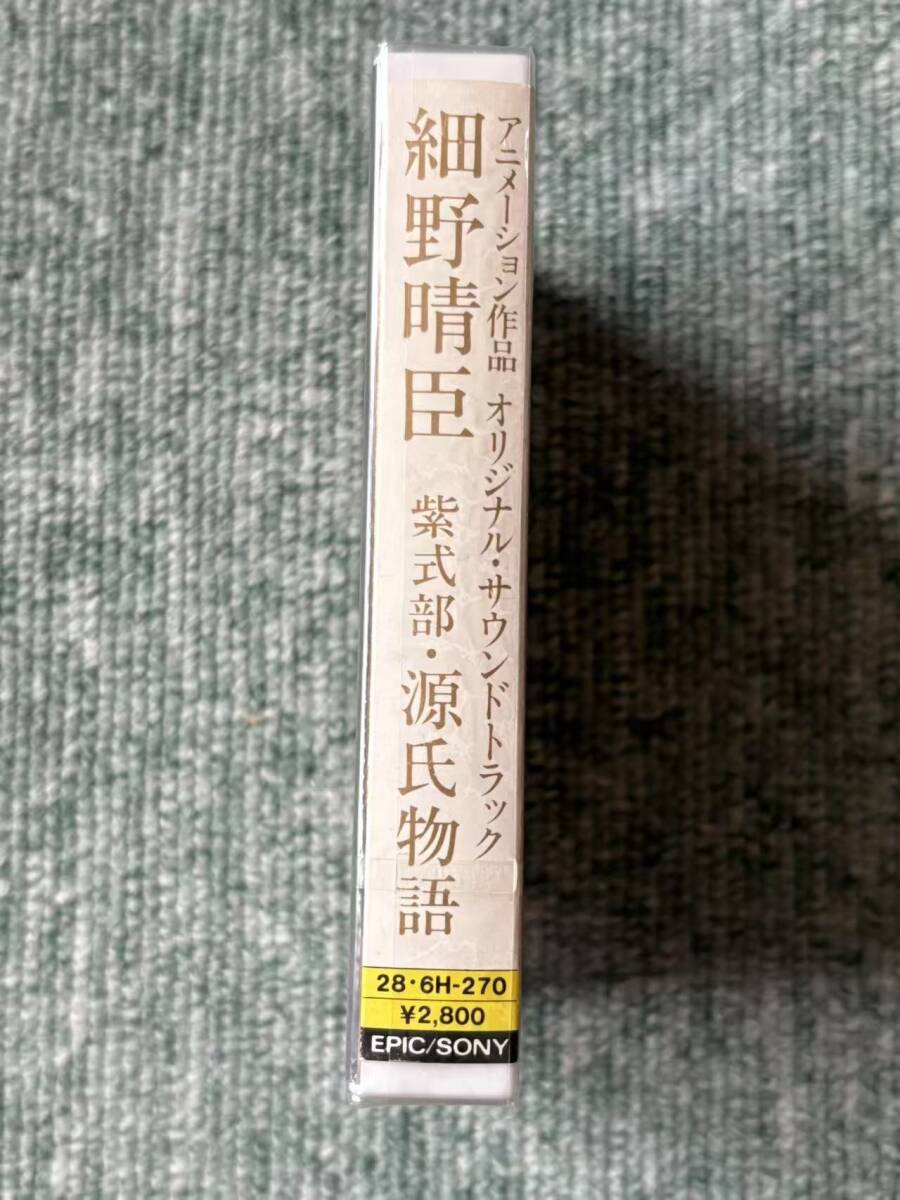 アニメーション作品 オリジナル・サウンドトラック
細野晴臣 紫式部・源氏物語
28・6H-270
¥2,800
EPIC/SONY